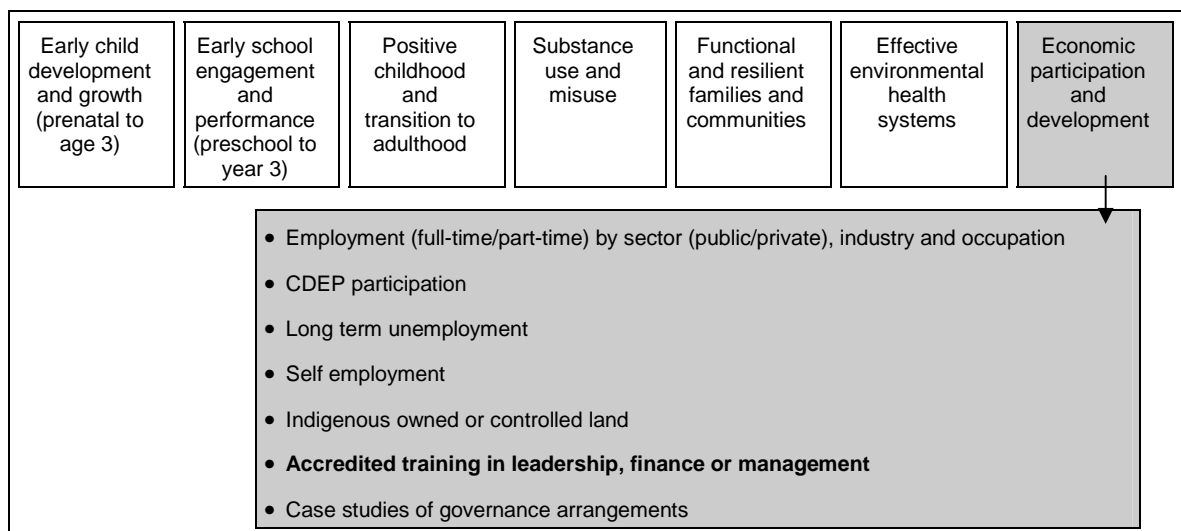 Early child
development
and growth
(prenatal to
age 3)
Early school
engagement
and
performance
(preschool to
year 3)
Positive
childhood
and
transition to
adulthood
Substance
use and
misuse
Functional
and resilient
families and
communities
Effective
environmental
health
systems
Economic
participation
and
development
• Employment (full-time/part-time) by sector (public/private), industry and occupation
• CDEP participation
• Long term unemployment
• Self employment
• Indigenous owned or controlled land
• Accredited training in leadership, finance or management
• Case studies of governance arrangements